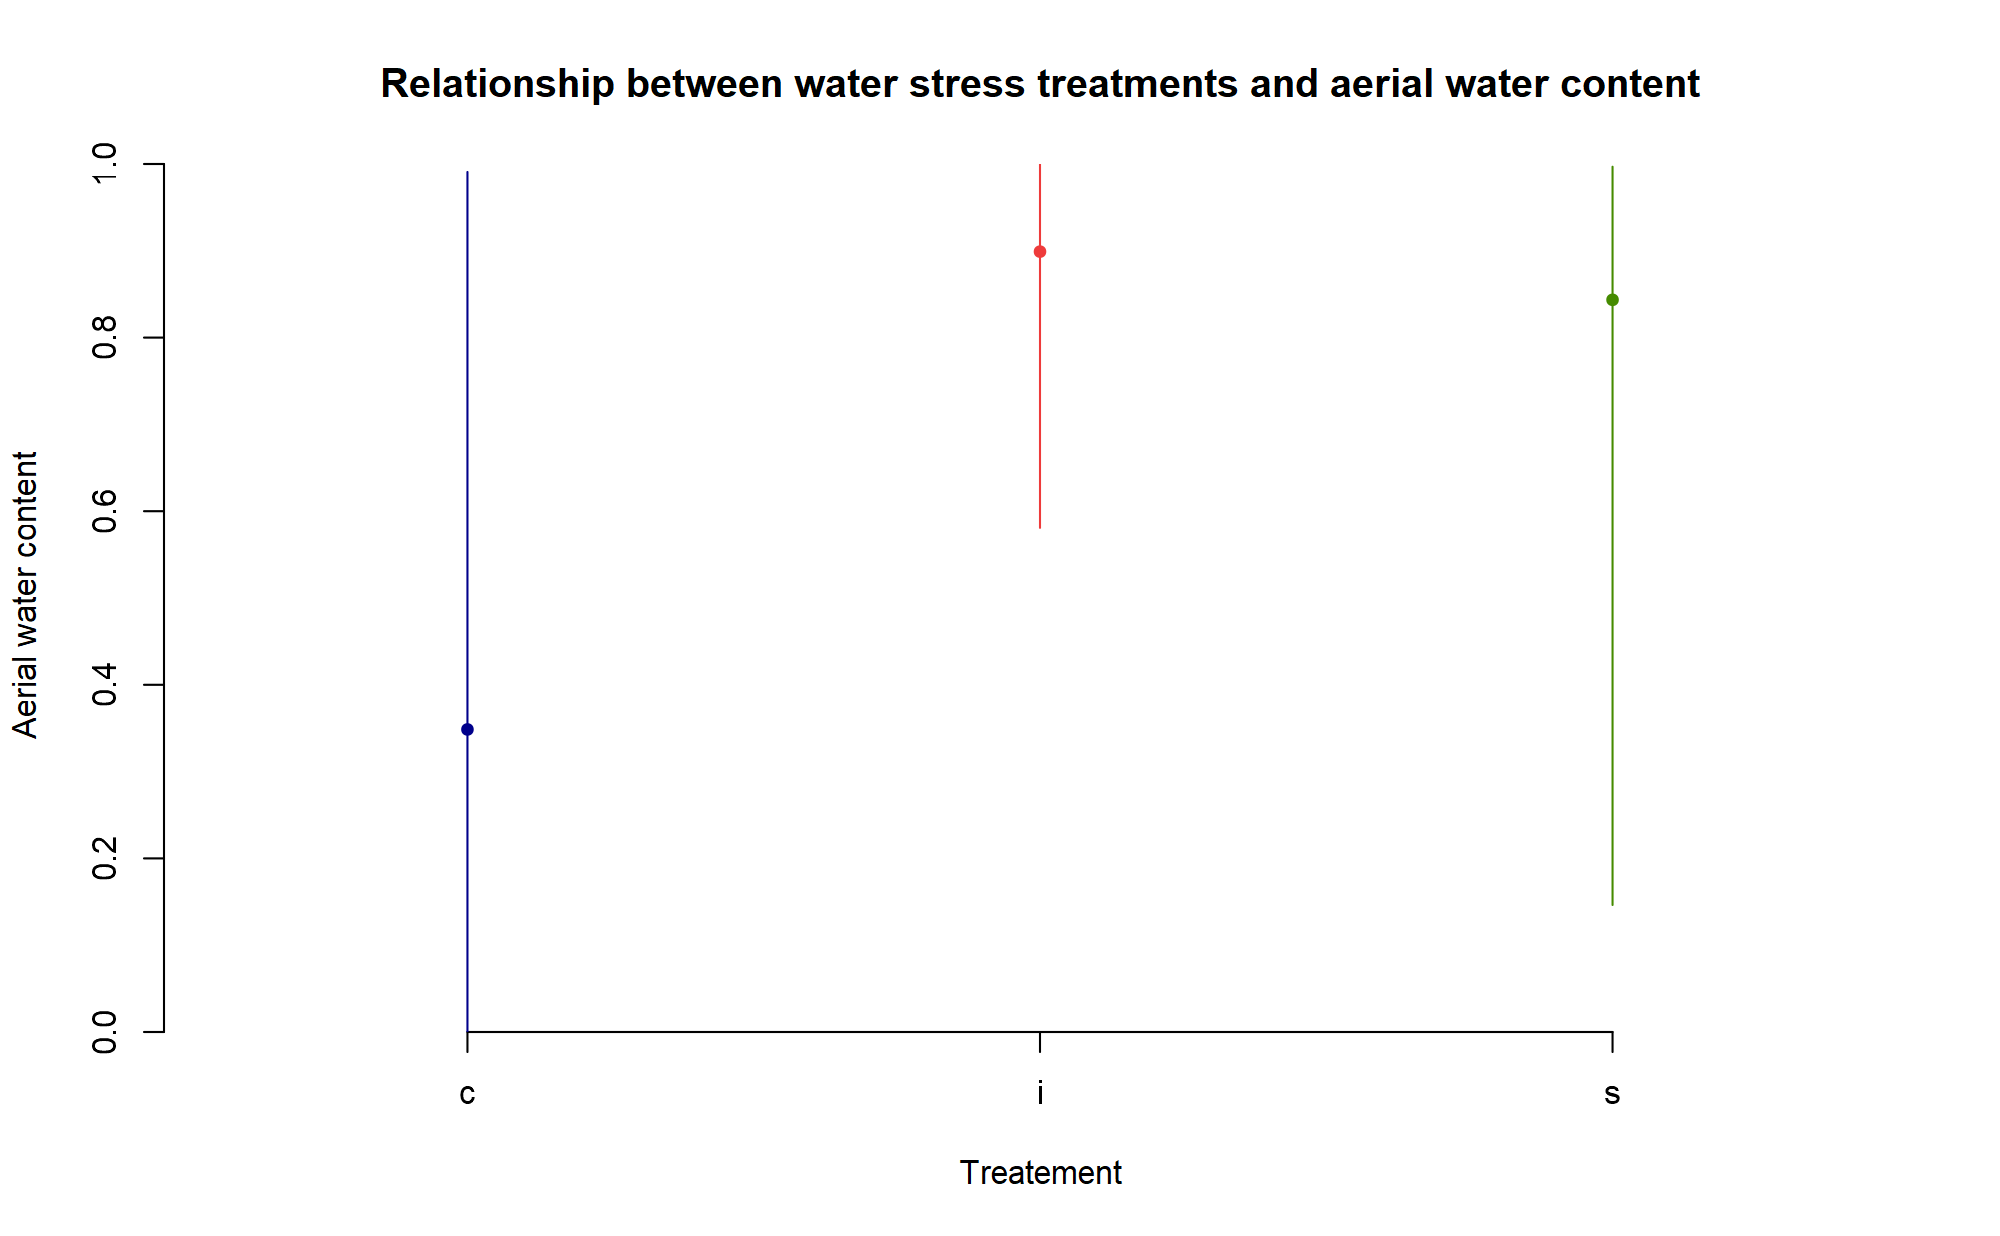 Relationship between water stress treatments and aerial water content
Aerial water content
1.0
0.8
0.6
0.4
0.2
0.0
c
i
s
Treatement